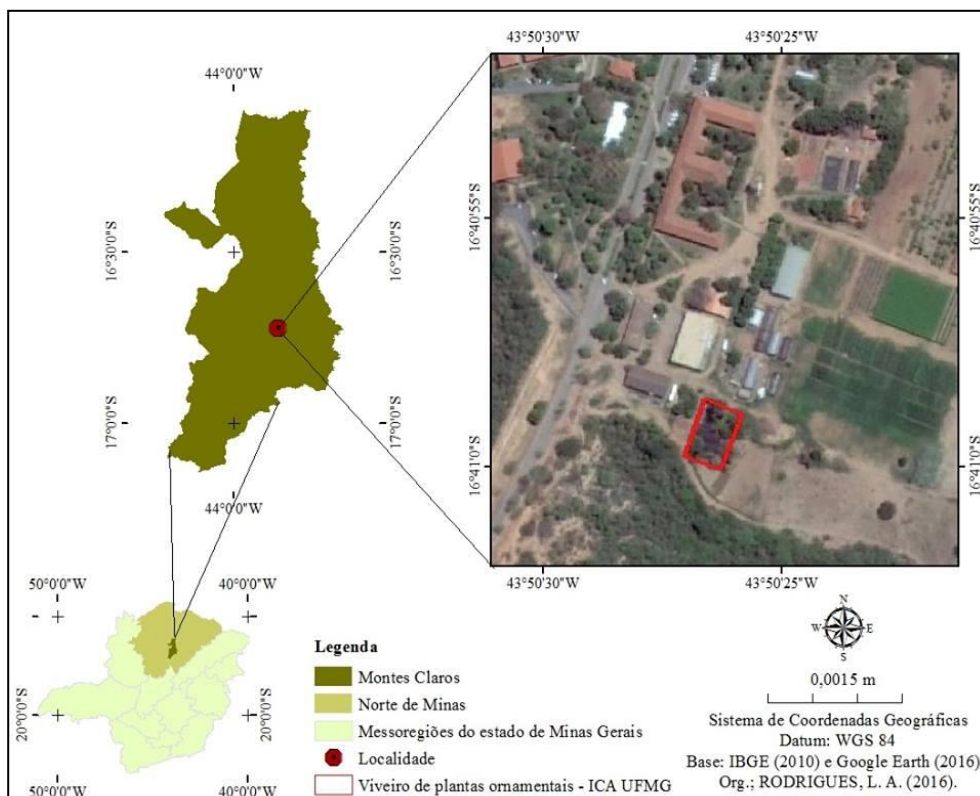 43°50'30"W
43°50'25"W
44°0'0"W
16°40'55"S
16°40'55"S
16°30'0"S
16°30'0"S
17°0'0"S
17°0'0"S
16°41'0"S
16°41'0"S
44°0'0"W
43°50'30"W
43°50'25"W
50°0'0"W
40°0'0"W
20°0'0"S
20°0'0"S
50°0'0"W
40°0'0"W
Legenda
Montes Claros
Norte de Minas
Messoregiões do estado de Minas Gerais
Localidade
Viveiro de plantas ornamentais - ICA UFMG
N
W
E
S
0,0015 m
Sistema de Coordenadas Geográficas
Datum: WGS 84
Base: IBGE (2010) e Google Earth (2016)
Org.; RODRIGUES, L. A. (2016).